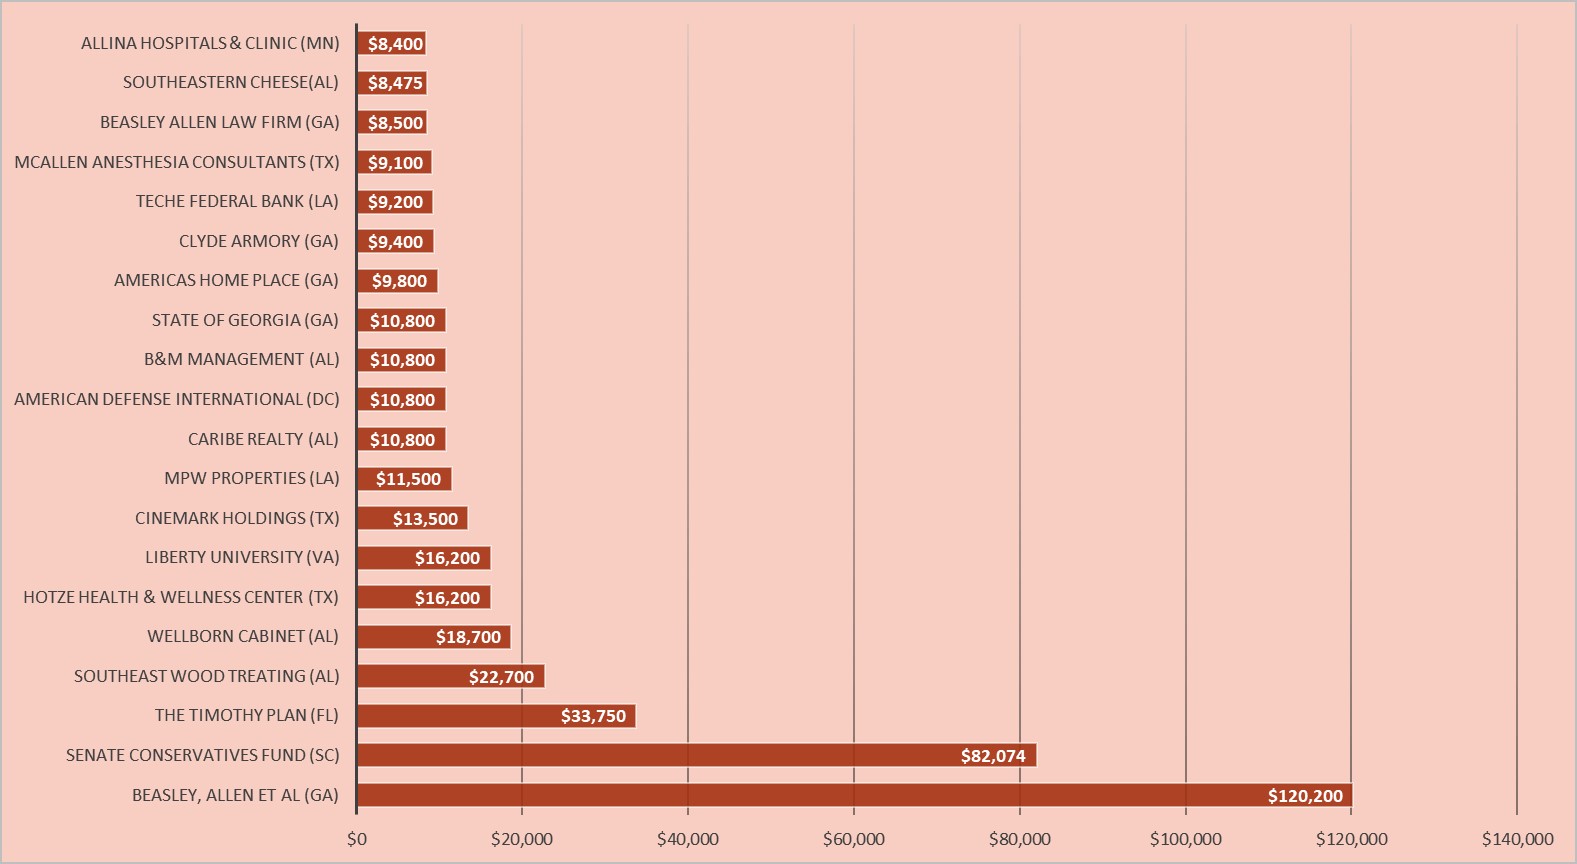 ALLINA HOSPITALS & CLINIC (MN) $8,400
SOUTHEASTERN CHEESE(AL) $8,475
BEASLEY ALLEN LAW FIRM (GA) $8,500
MCALLEN ANESTHESIA CONSULTANTS (TX) $9,100
TECHE FEDERAL BANK (LA) $9,200
CLYDE ARMORY (GA) $9,400
AMERICAS HOME PLACE (GA) $9,800
STATE OF GEORGIA (GA) $10,800
B&M MANAGEMENT (AL) $10,800
AMERICAN DEFENSE INTERNATIONAL (DC) $10,800
CARIBE REALTY (AL) $10,800
MPW PROPERTIES (LA) $11,500
CINEMARK HOLDINGS (TX) $13,500
LIBERTY UNIVERSITY (VA) $16,200
HOTZE HEALTH & WELLNESS CENTER (TX) $16,200
WELLBORN CABINET (AL) $18,700
SOUTHEAST WOOD TREATING (AL) $22,700
THE TIMOTHY PLAN (FL) $33,750
SENATE CONSERVATIVES FUND (SC) $82,074
BEASLEY, ALLEN ET AL (GA) $120,200
$0 $20,000 $40,000 $60,000 $80,000 $100,000 $120,000 $140,000